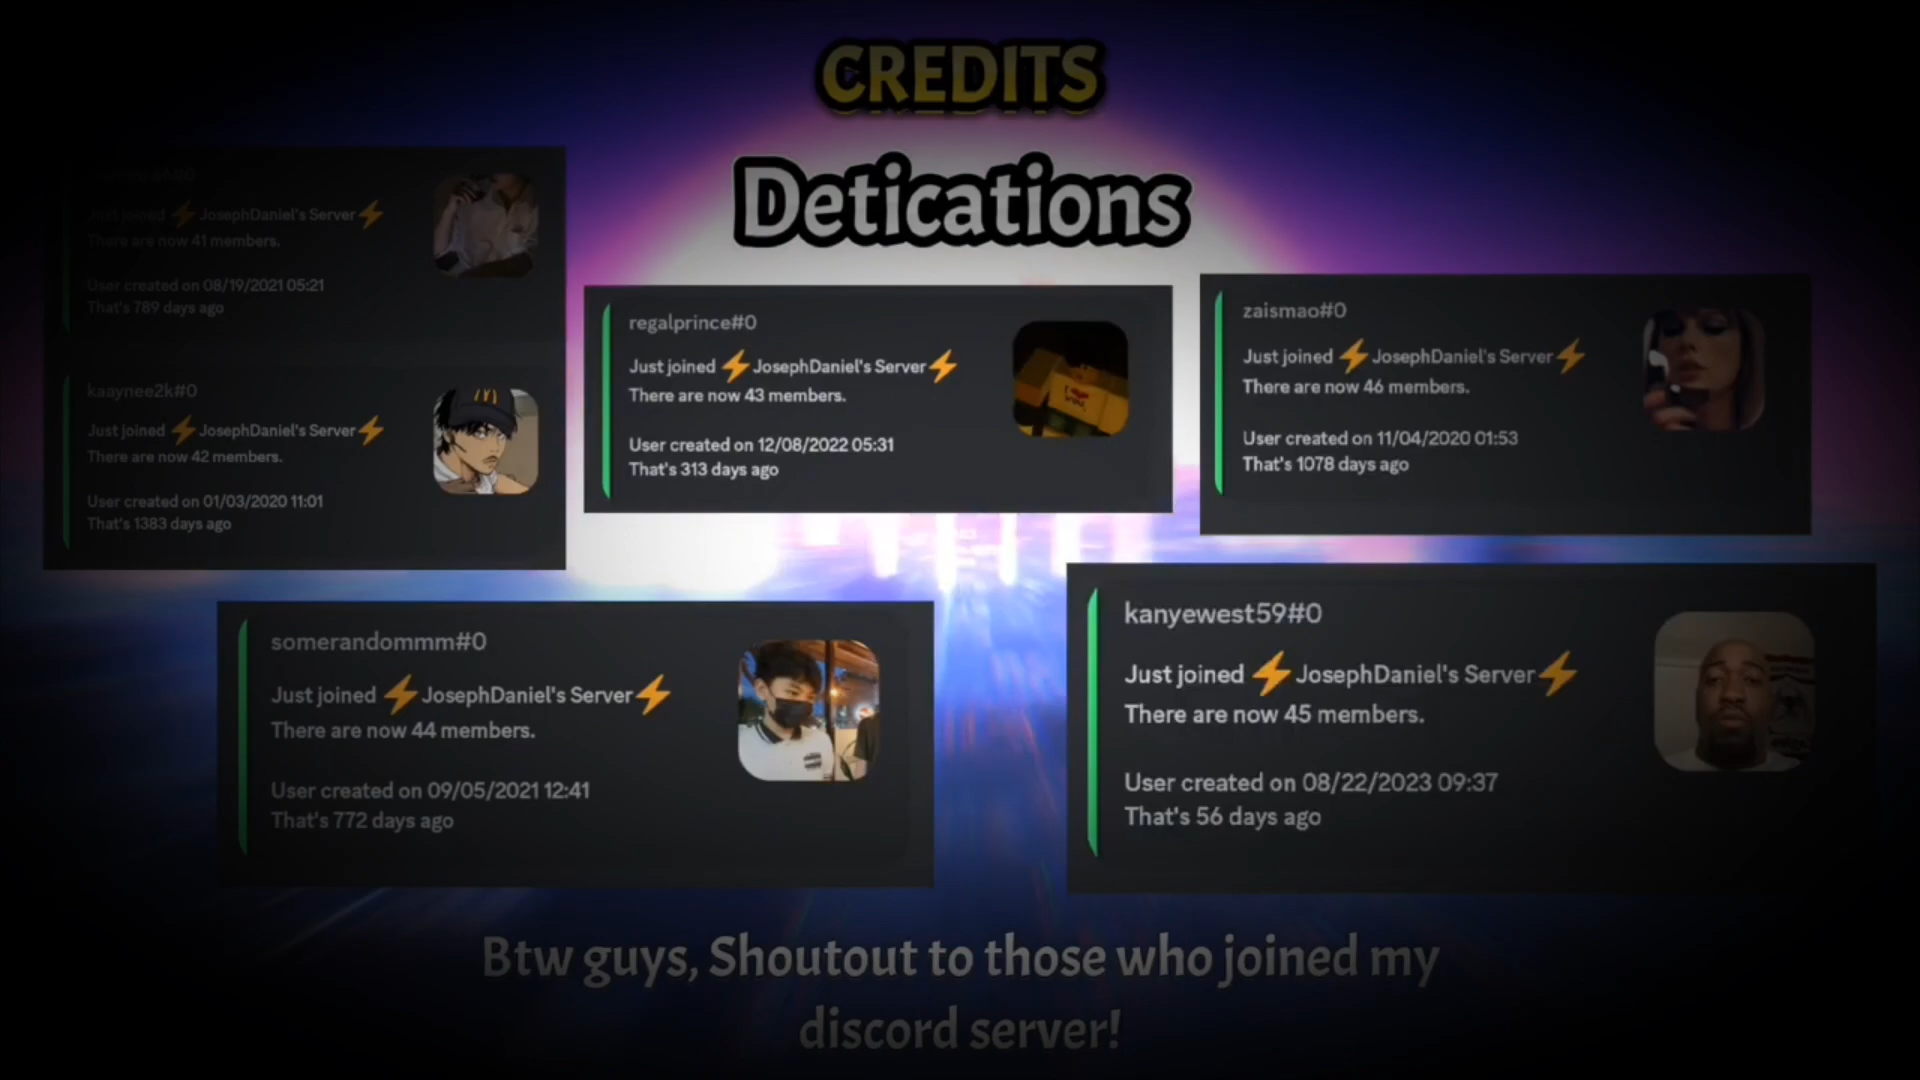 CREDITS
Detications
Just joined ⚡JosephDaniel's Server⚡
There are now 41 members.
User created on 08/19/2021 05:21
That's 789 days ago
kaaynee2k#0
Just joined ⚡JosephDaniel's Server⚡
There are now 42 members.
User created on 01/03/2020 11:01
That's 1383 days ago
regalprince#0
Just joined ⚡JosephDaniel's Server⚡
There are now 43 members.
User created on 12/08/2022 05:31
That's 313 days ago
zaismao#0
Just joined ⚡JosephDaniel's Server⚡
There are now 46 members.
User created on 11/04/2020 01:53
That's 1078 days ago
somerandommm#0
Just joined ⚡JosephDaniel's Server⚡
There are now 44 members.
User created on 09/05/2021 12:41
That's 772 days ago
kanyewest59#0
Just joined ⚡JosephDaniel's Server⚡
There are now 45 members.
User created on 08/22/2023 09:37
That's 56 days ago
Btw guys, Shoutout to those who joined my
discord server!